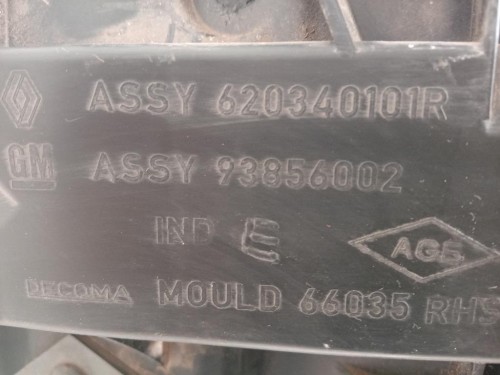 ASSY 620340101R
GM ASSY 93856002
IND E
AGE
DECOMA MOULD 66035 RHS